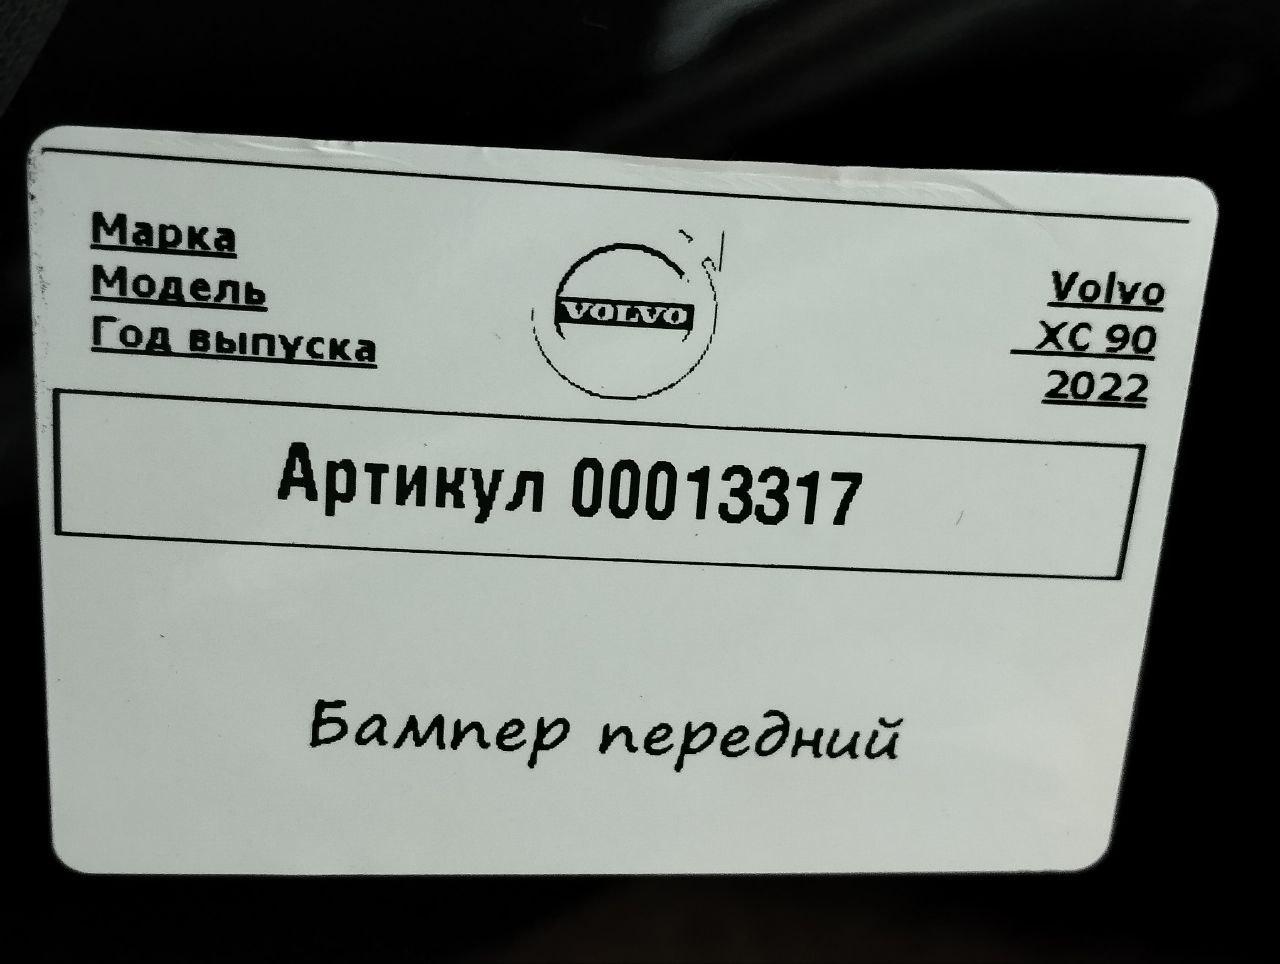 Марка
Модель
Год выпуска
VOLVO
Volvo
XC 90
2022
Артикул 00013317
Бампер передний